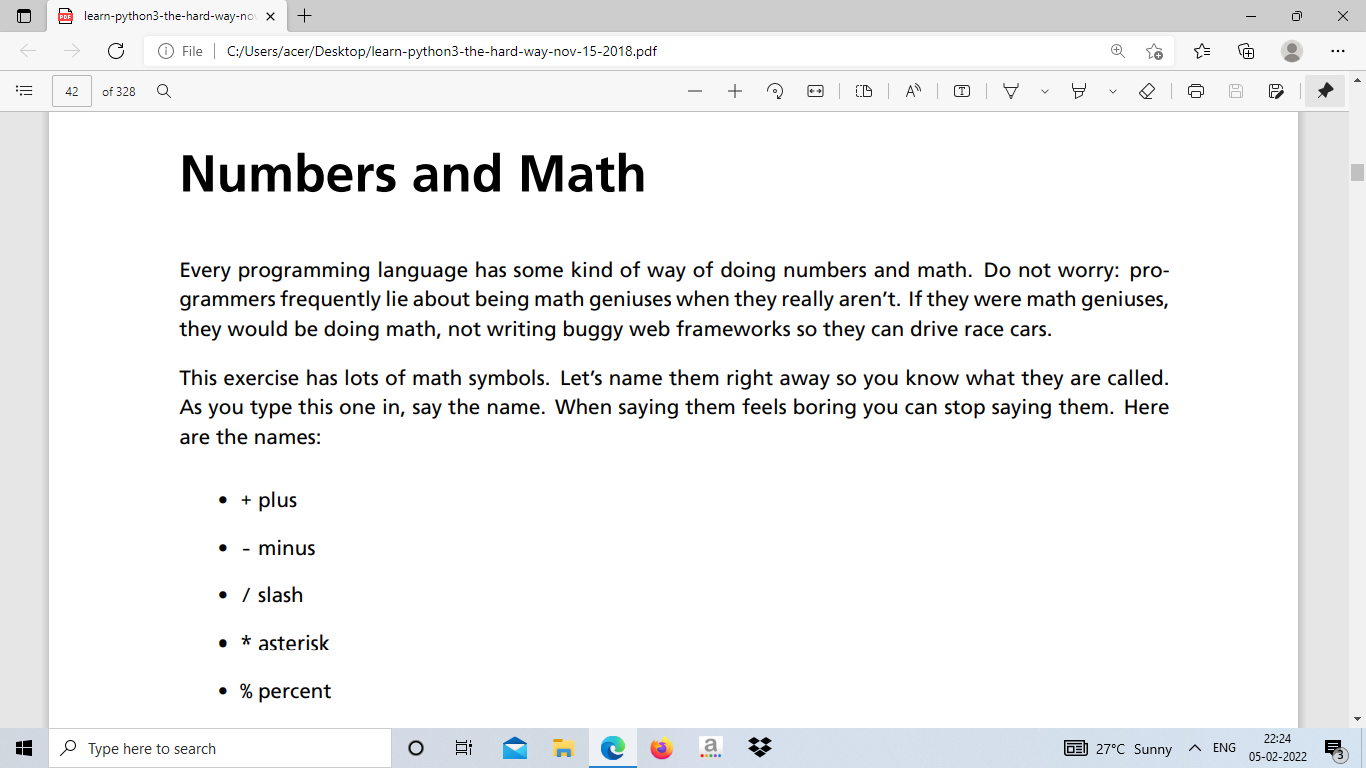 learn-python3-the-hard-way-nov
File
C:/Users/acer/Desktop/learn-python3-the-hard-way-nov-15-2018.pdf
42 of 328
Numbers and Math
Every programming language has some kind of way of doing numbers and math. Do not worry: pro-
grammers frequently lie about being math geniuses when they really aren't. If they were math geniuses,
they would be doing math, not writing buggy web frameworks so they can drive race cars.
This exercise has lots of math symbols. Let's name them right away so you know what they are called.
As you type this one in, say the name. When saying them feels boring you can stop saying them. Here
are the names:
• + plus
• - minus
• / slash
• * asterisk
• % percent
Type here to search
27°C Sunny
ENG
22:24
05-02-2022
3